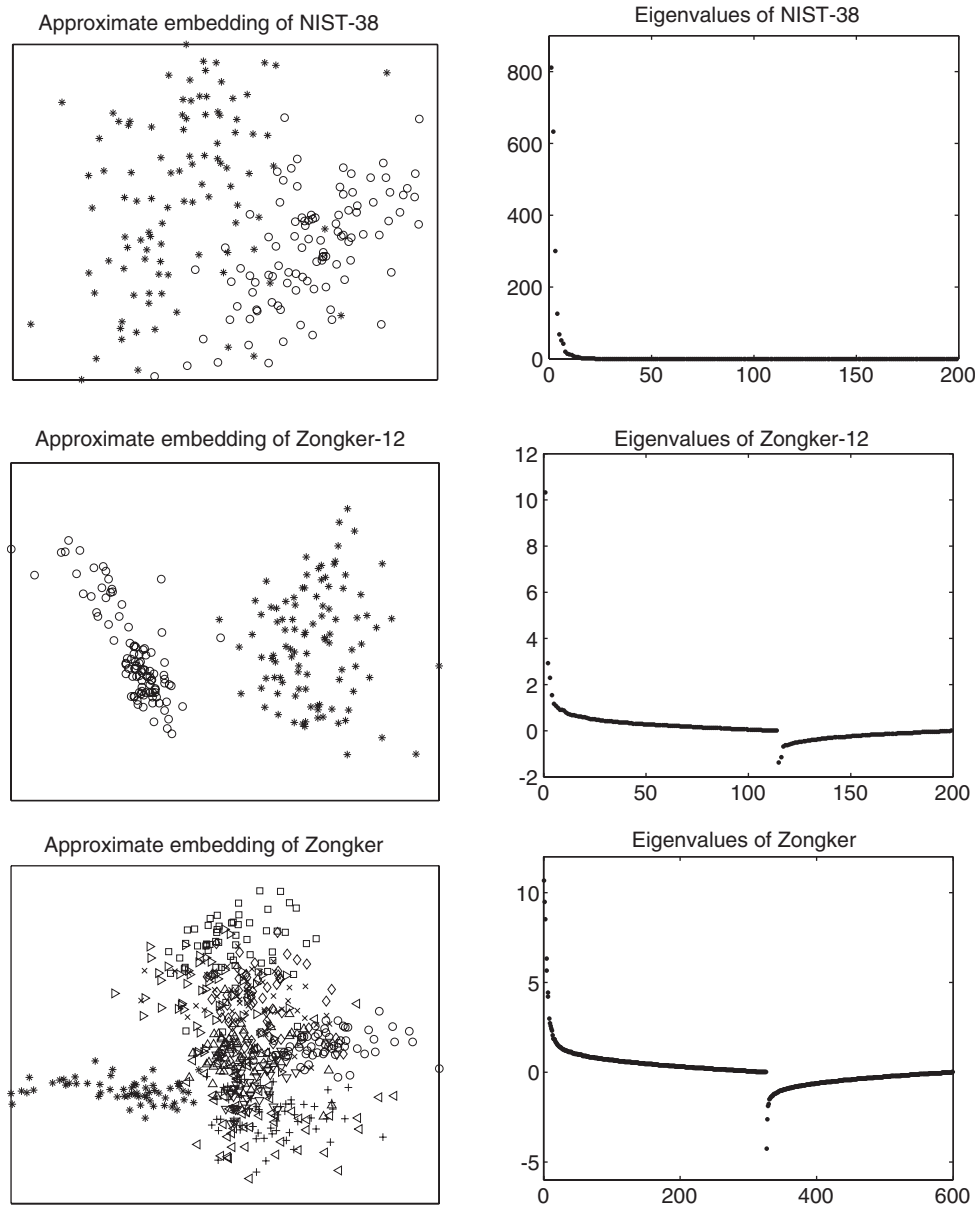 Approximate embedding of NIST-38
Eigenvalues of NIST-38
800
600
400
200
0
0 50 100 150 200
Approximate embedding of Zongker-12
Eigenvalues of Zongker-12
12
10
8
6
4
2
0
-2
0 50 100 150 200
Approximate embedding of Zongker
Eigenvalues of Zongker
10
5
0
-5
0 200 400 600